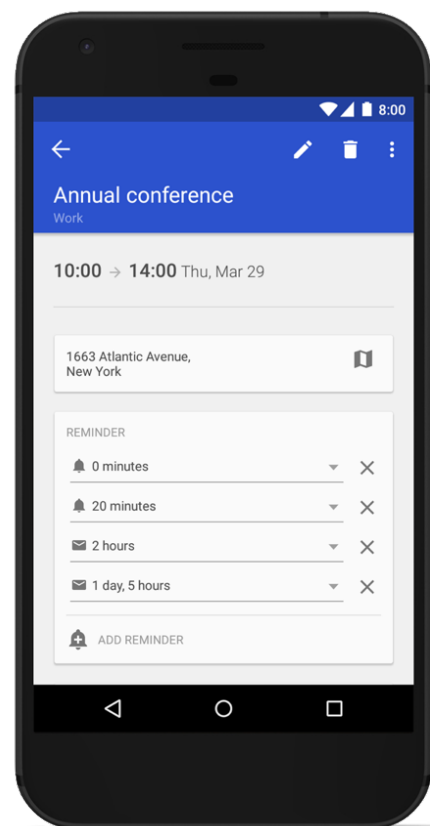 8:00
Annual conference
Work
10:00 → 14:00 Thu, Mar 29
1663 Atlantic Avenue,
New York
REMINDER
0 minutes
20 minutes
2 hours
1 day, 5 hours
ADD REMINDER